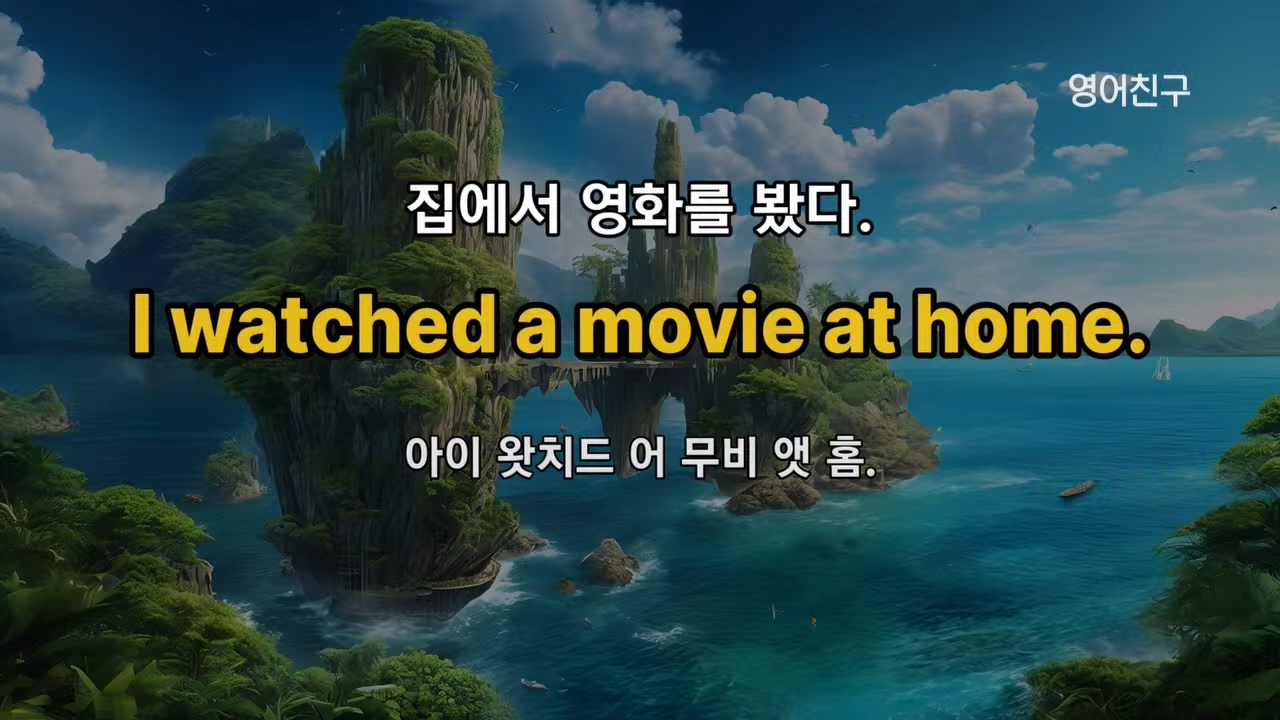 영어친구
집에서 영화를 봤다.
I watched a movie at home.
아이 왓치드 어 무비 앳 홈.